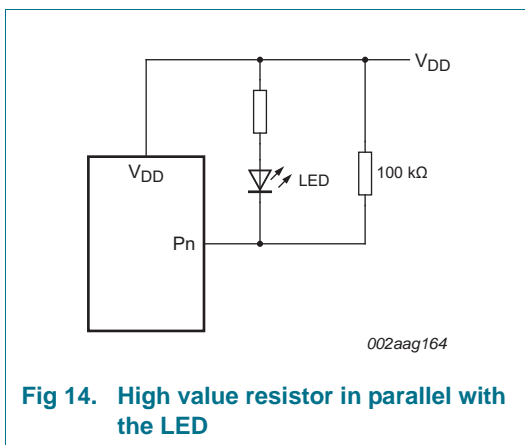 VDD
VDD
LED
100 kΩ
Pn
002aag164
Fig 14. High value resistor in parallel with
the LED